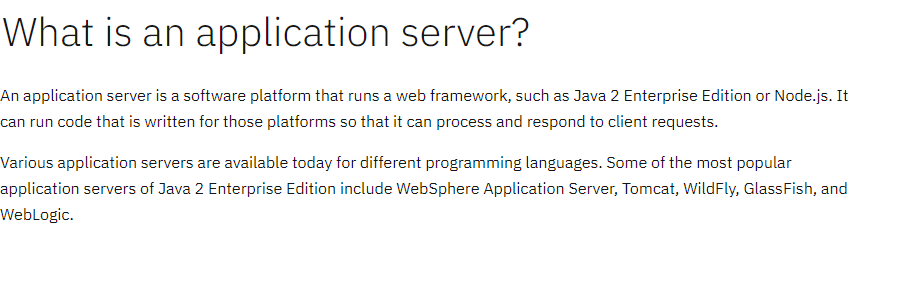 What is an application server?
An application server is a software platform that runs a web framework, such as Java 2 Enterprise Edition or Node.js. It
can run code that is written for those platforms so that it can process and respond to client requests.
Various application servers are available today for different programming languages. Some of the most popular
application servers of Java 2 Enterprise Edition include WebSphere Application Server, Tomcat, WildFly, GlassFish, and
WebLogic.